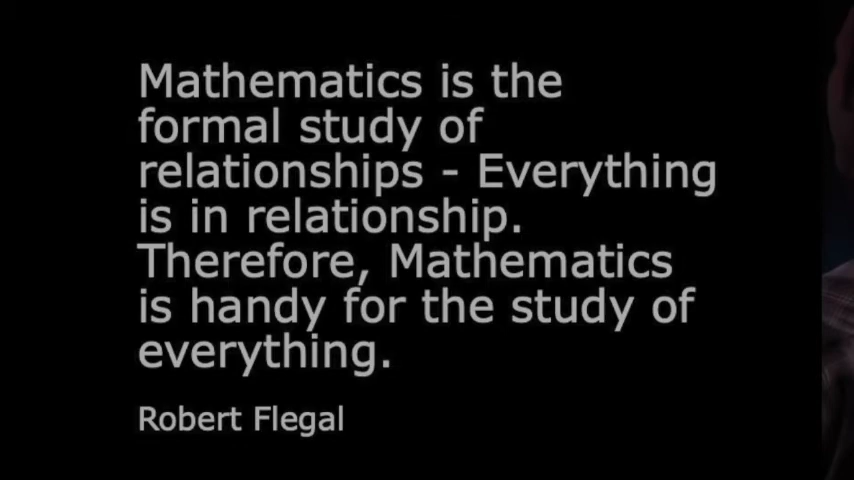 Mathematics is the
formal study of
relationships - Everything
is in relationship.
Therefore, Mathematics
is handy for the study of
everything.
Robert Flegal